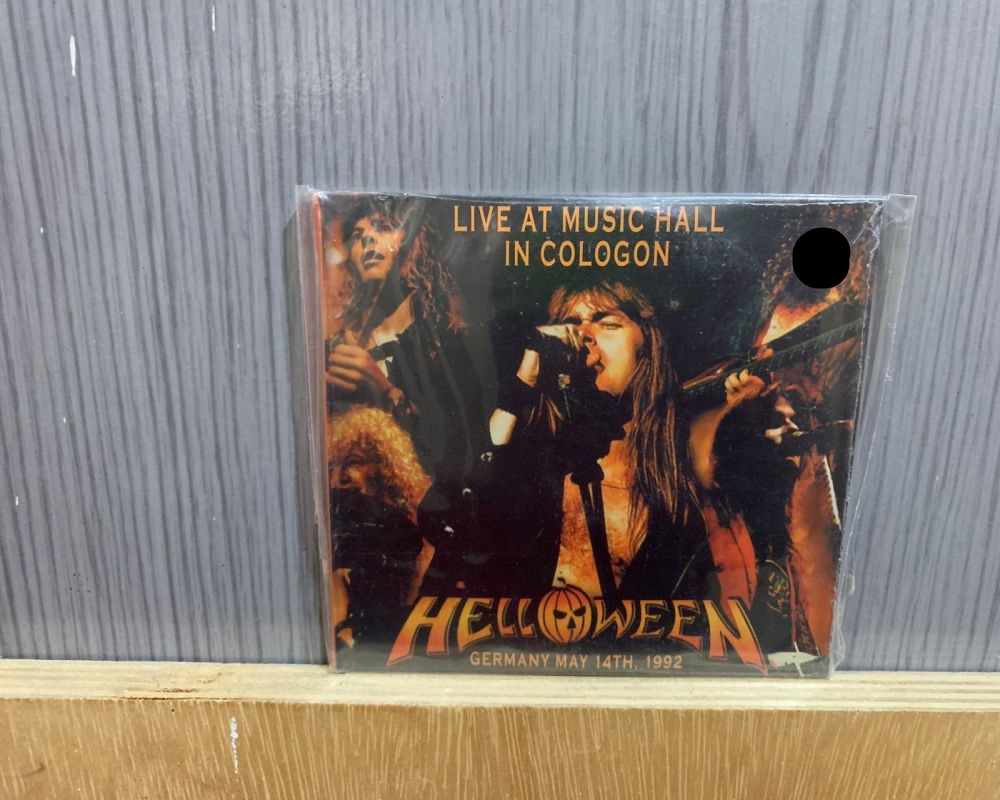 LIVE AT MUSIC HALL
IN COLOGON
HELLOWEEN
GERMANY MAY 14TH, 1992